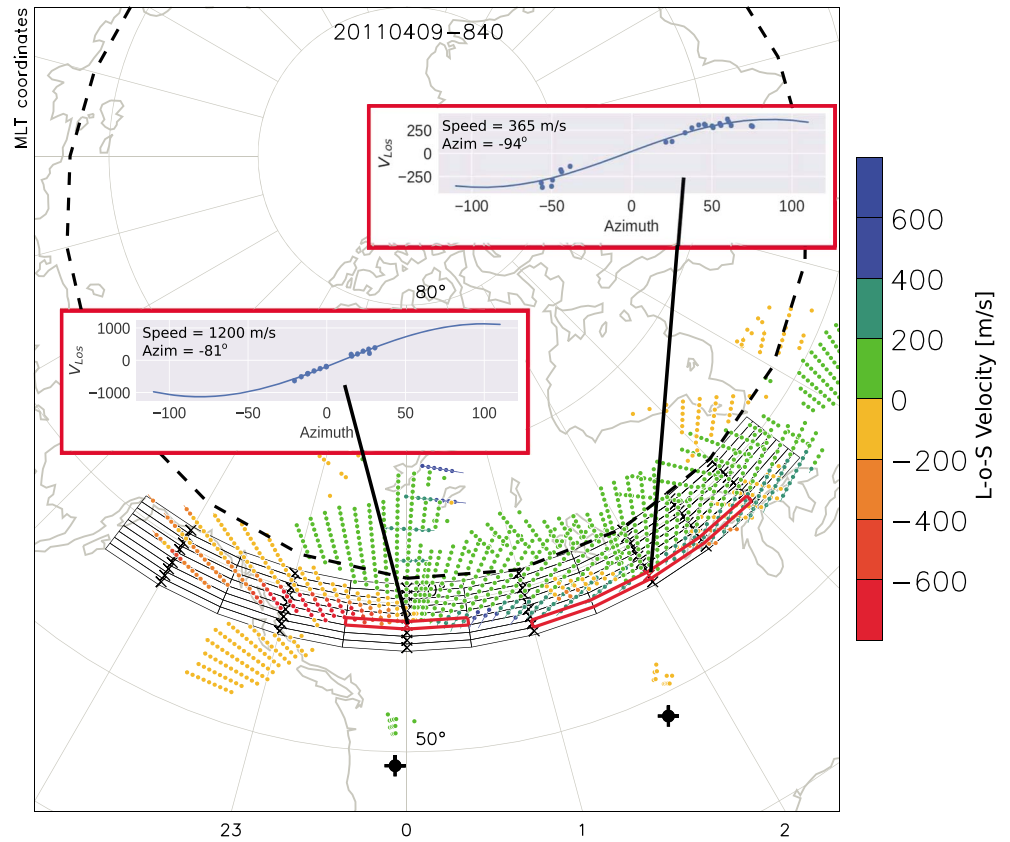 MLT coordinates
20110409-840
Speed = 365 m/s
Azim = -94°
V_Los
250
0
−250
−100 −50 0 50 100
Azimuth
80°
Speed = 1200 m/s
Azim = -81°
V_Los
1000
0
−1000
−100 −50 0 50 100
Azimuth
50°
23 0 1 2
600
400
200
0
−200
−400
−600
L-o-S Velocity [m/s]